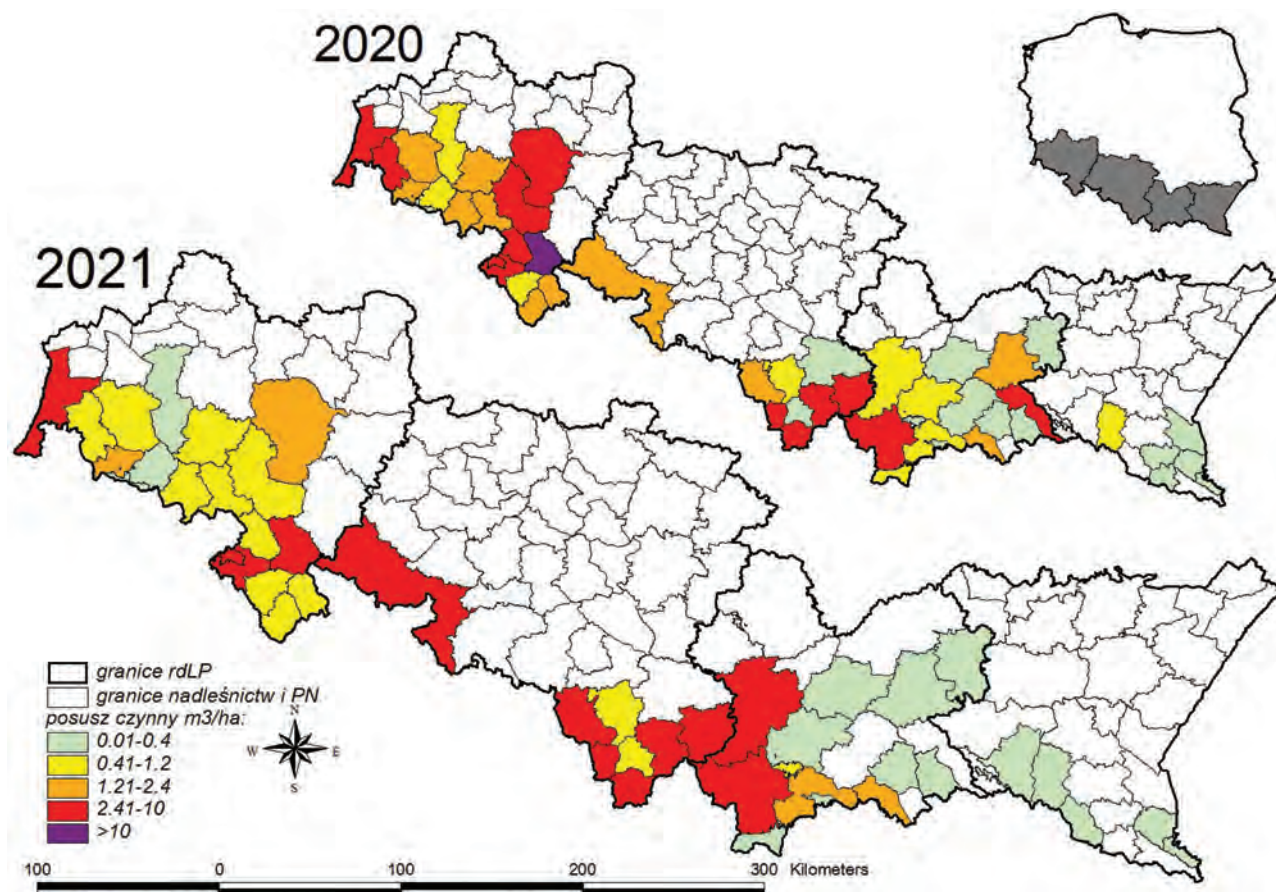 2020
2021
granice rdLP
granice nadleśnictw i PN
posusz czynny m3/ha:
0.01-0.4
0.41-1.2
1.21-2.4
2.41-10
>10
N
W E
S
100 0 100 200 300 Kilometers